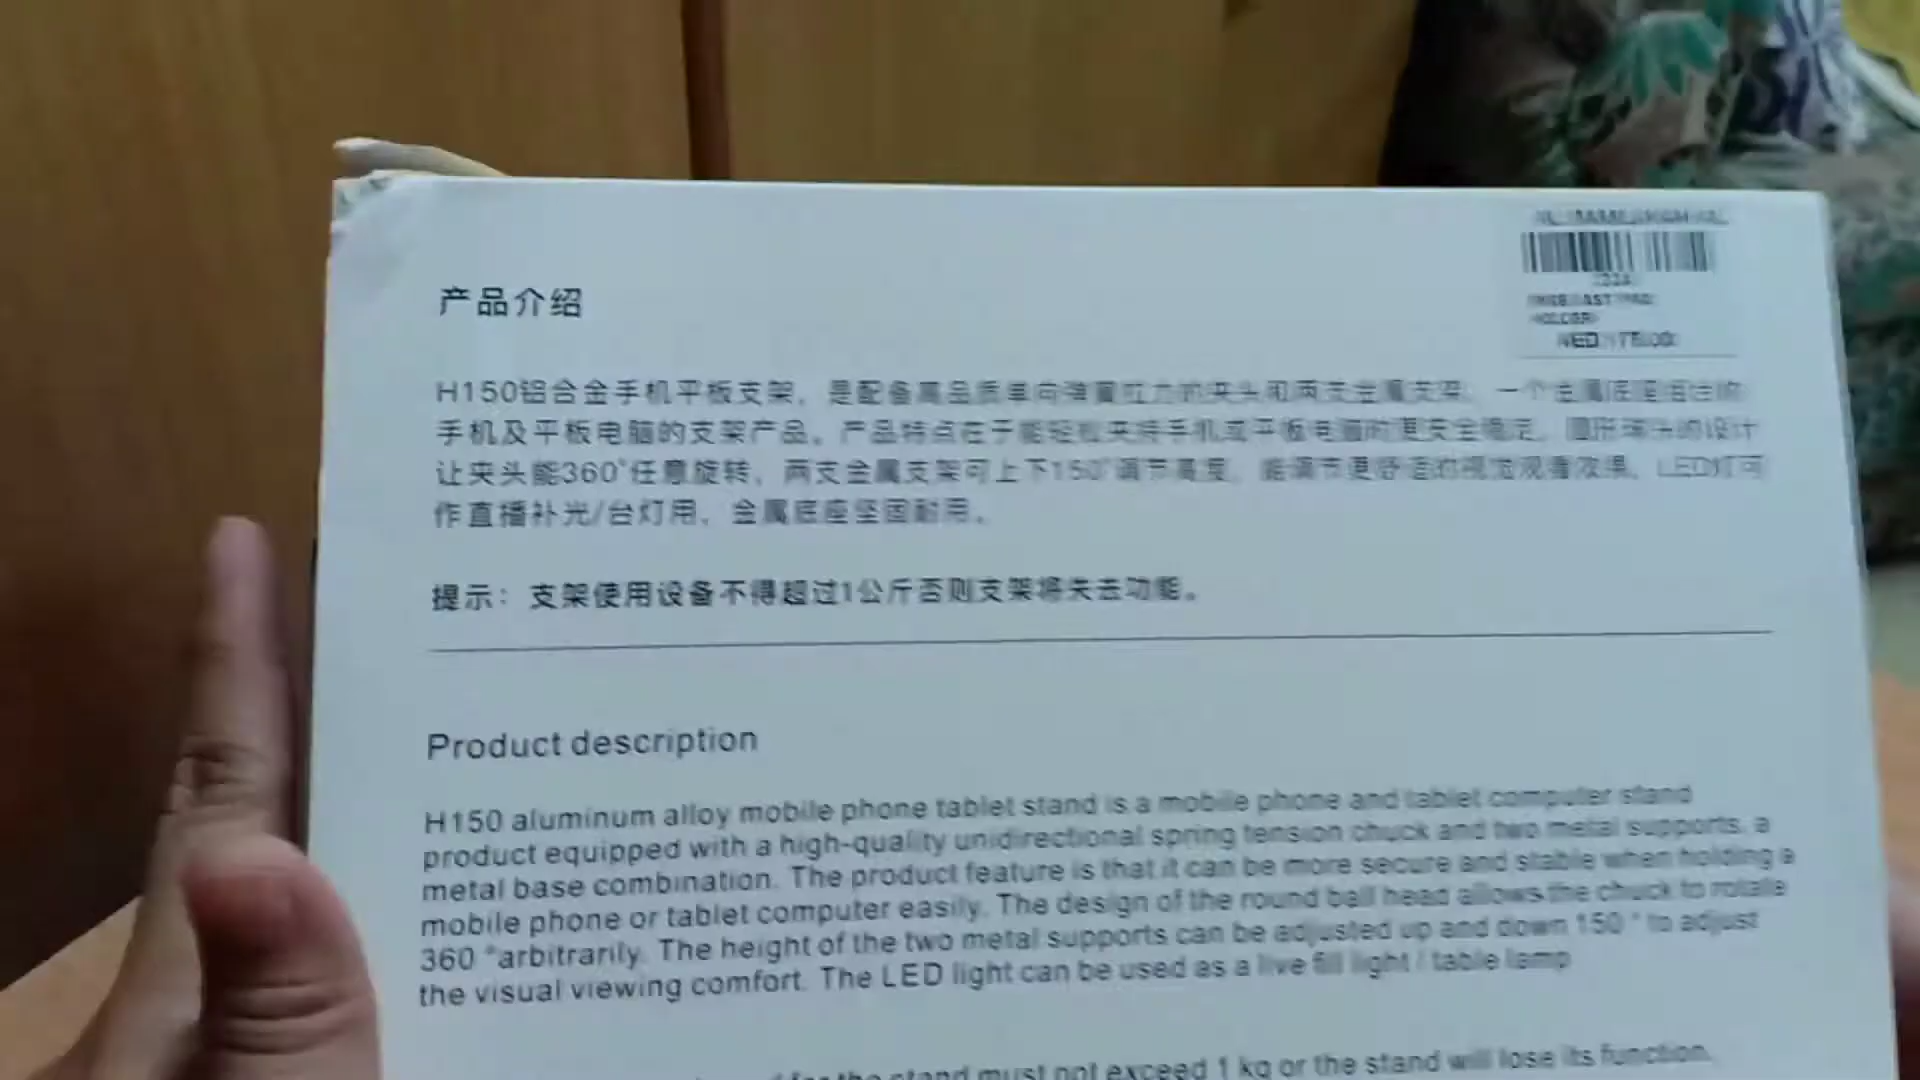 产品介绍
H150铝合金手机平板支架，是配备高品质单向弹簧拉力的夹头和两支金属支架，一个金属底座组合的
手机及平板电脑的支架产品。产品特点在于能轻松夹持手机或平板电脑时更安全稳定，圆形球头的设计
让夹头能360°任意旋转，两支金属支架可上下150°调节高度，能调节更舒适的视觉观看效果，LED灯可
作直播补光/台灯用，金属底座坚固耐用。
提示：支架使用设备不得超过1公斤否则支架将失去功能。
Product description
H150 aluminum alloy mobile phone tablet stand is a mobile phone and tablet computer stand
product equipped with a high-quality unidirectional spring tension chuck and two metal supports, a
metal base combination. The product feature is that it can be more secure and stable when holding a
mobile phone or tablet computer easily. The design of the round ball head allows the chuck to rotate
360 °arbitrarily. The height of the two metal supports can be adjusted up and down 150 ° to adjust
the visual viewing comfort. The LED light can be used as a live fill light / table lamp
for the stand must not exceed 1 kg or the stand will lose its function.